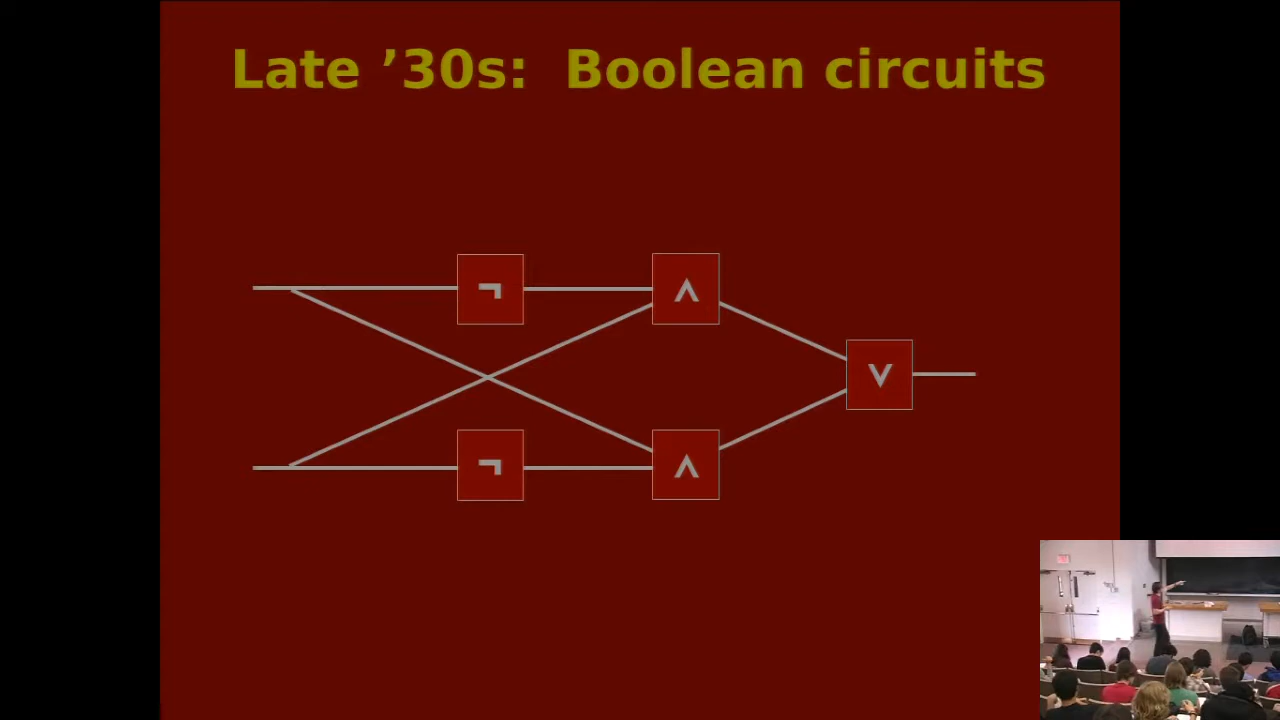 Late ’30s: Boolean circuits
¬ ∧
∨
¬ ∧